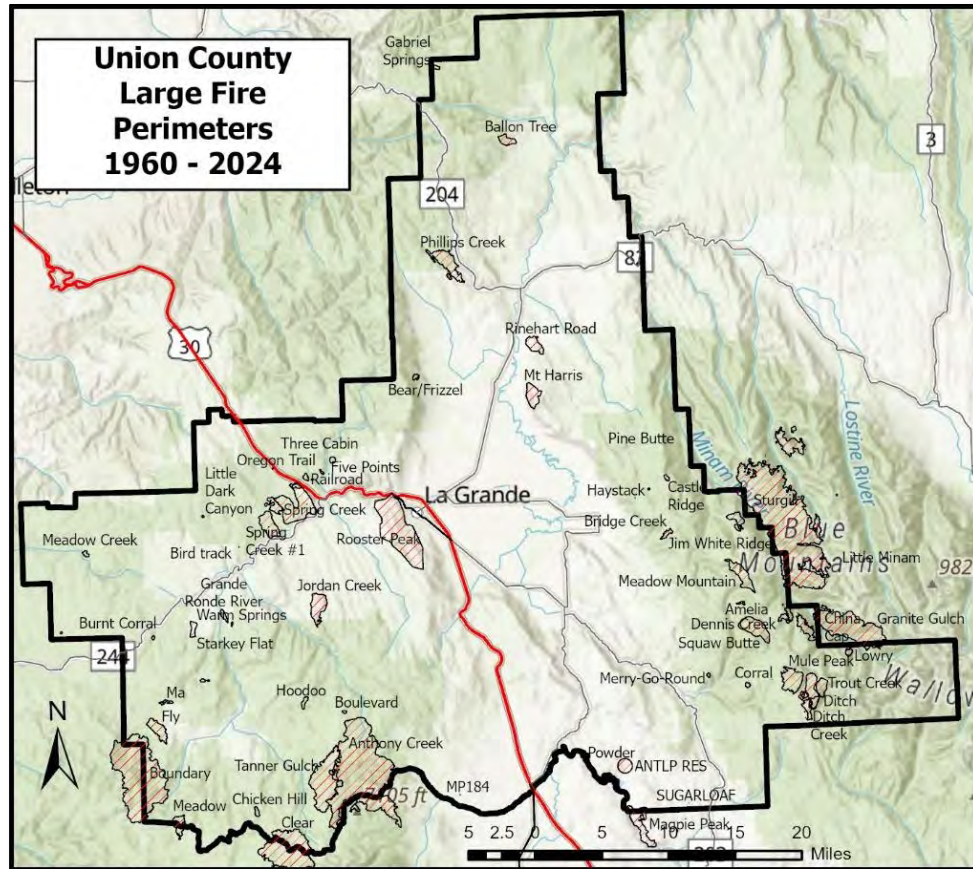 Union County
Large Fire
Perimeters
1960 - 2024
Gabriel
Springs
Ballon Tree
3
204
Phillips Creek
82
30
Rinehart Road
Mt Harris
Bear/Frizzel
Lostine River
Minam
Pine Butte
Three Cabin
Oregon Trail
Five Points
Railroad
Little
Dark
Canyon
La Grande
Haystack
Castle
Ridge
Sturgill
Spring Creek
Bridge Creek
Blue
Mountains
Spring
Creek #1
Rooster Peak
Jim White Ridge
Meadow Creek
Bird track
Little Minam
982
Meadow Mountain
Grande
Ronde River
Warm Springs
Jordan Creek
Amelia
Dennis Creek
China
Cap
Granite Gulch
Burnt Corral
Starkey Flat
Squaw Butte
244
Lowry
Mule Peak
Merry-Go-Round
Corral
Trout Creek
Wallow
Ditch
Ditch
Creek
N
Ma
Fly
Hoodoo
Boulevard
Anthony Creek
Tanner Gulch
Boundary
Powder
ANTLP RES
MP184
Meadow
Chicken Hill
Clear
SUGARLOAF
Magpie Peak
5 2.5 0 5 10 15 20
Miles